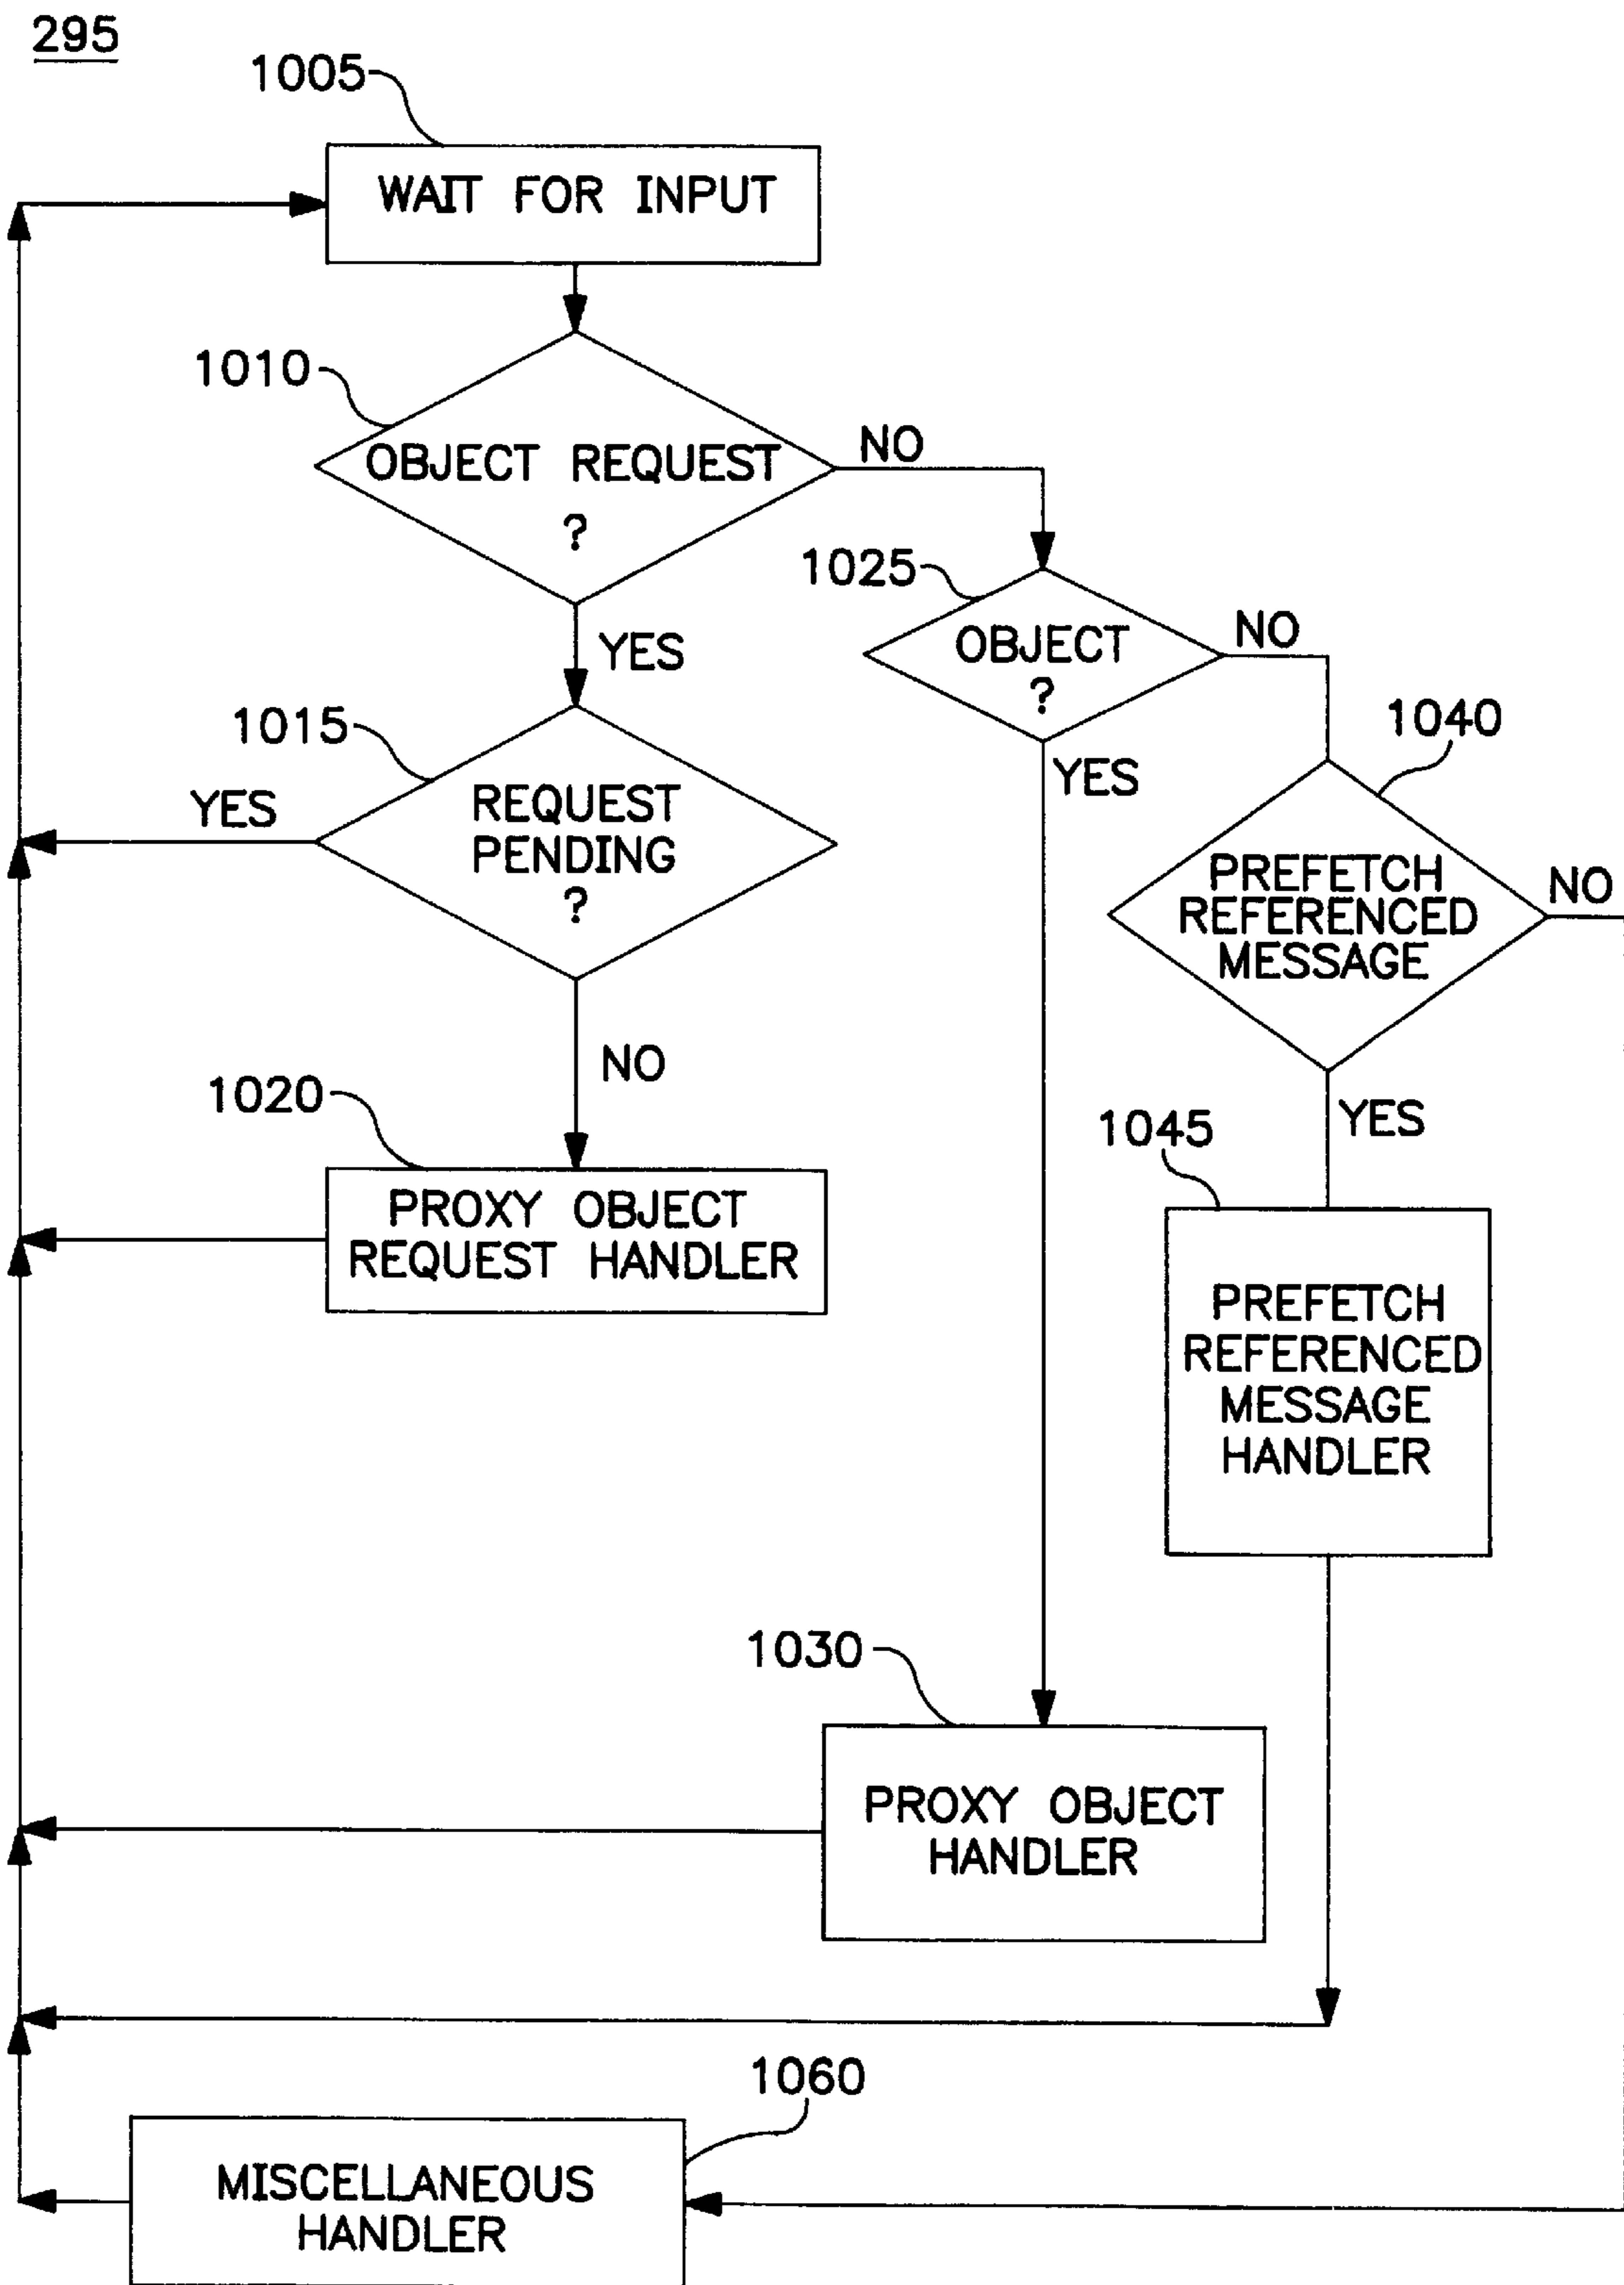 295
1005
WAIT FOR INPUT
1010
OBJECT REQUEST
?
NO
1025
OBJECT
?
NO
YES
1015
REQUEST
PENDING
?
YES
YES
1040
PREFETCH
REFERENCED
MESSAGE
NO
NO
1020
PROXY OBJECT
REQUEST HANDLER
YES
1045
PREFETCH
REFERENCED
MESSAGE
HANDLER
1030
PROXY OBJECT
HANDLER
1060
MISCELLANEOUS
HANDLER